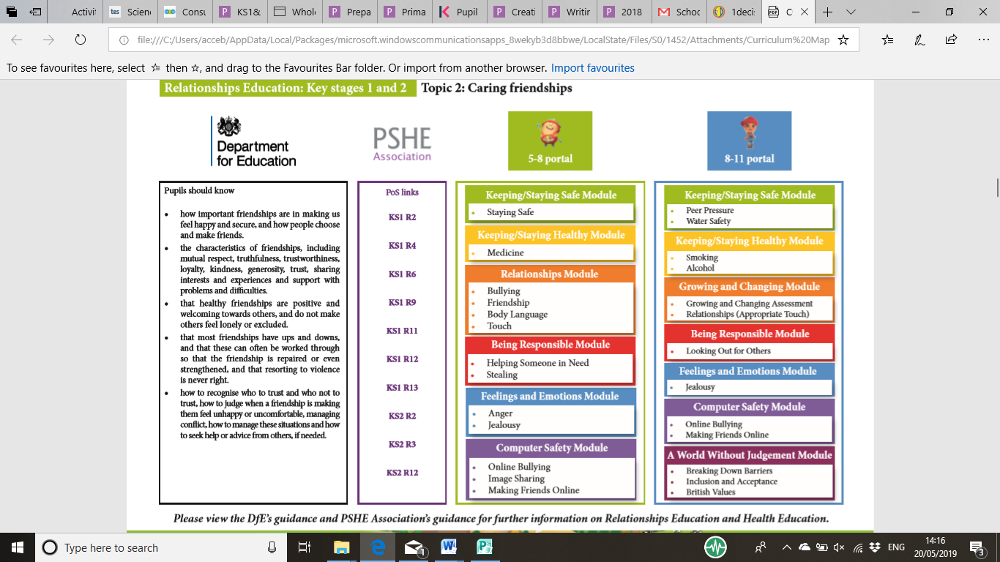 Activit
tes Scienc
Consu
KS1&
Whole
Prepa
Prima
Pupil
Creati
Writin
2018
Schoo
1decis
C
file:///C:/Users/acceb/AppData/Local/Packages/microsoft.windowscommunicationsapps_8wekyb3d8bbwe/LocalState/Files/S0/1452/Attachments/Curriculum%20Map
To see favourites here, select ☆ then ☆, and drag to the Favourites Bar folder. Or import from another browser. Import favourites
Relationships Education: Key stages 1 and 2 Topic 2: Caring friendships
Department
for Education
PSHE
Association
5-8 portal
8-11 portal
Pupils should know
• how important friendships are in making us
feel happy and secure, and how people choose
and make friends.
• the characteristics of friendships, including
mutual respect, truthfulness, trustworthiness,
loyalty, kindness, generosity, trust, sharing
interests and experiences and support with
problems and difficulties.
• that healthy friendships are positive and
welcoming towards others, and do not make
others feel lonely or excluded.
• that most friendships have ups and downs,
and that these can often be worked through
so that the friendship is repaired or even
strengthened, and that resorting to violence
is never right.
• how to recognise who to trust and who not to
trust, how to judge when a friendship is making
them feel unhappy or uncomfortable, managing
conflict, how to manage these situations and how
to seek help or advice from others, if needed.
PoS links
KS1 R2
KS1 R4
KS1 R6
KS1 R9
KS1 R11
KS1 R12
KS1 R13
KS2 R2
KS2 R3
KS2 R12
Keeping/Staying Safe Module
• Staying Safe
Keeping/Staying Healthy Module
• Medicine
Relationships Module
• Bullying
• Friendship
• Body Language
• Touch
Being Responsible Module
• Helping Someone in Need
• Stealing
Feelings and Emotions Module
• Anger
• Jealousy
Computer Safety Module
• Online Bullying
• Image Sharing
• Making Friends Online
Keeping/Staying Safe Module
• Peer Pressure
• Water Safety
Keeping/Staying Healthy Module
• Smoking
• Alcohol
Growing and Changing Module
• Growing and Changing Assessment
• Relationships (Appropriate Touch)
Being Responsible Module
• Looking Out for Others
Feelings and Emotions Module
• Jealousy
Computer Safety Module
• Online Bullying
• Making Friends Online
A World Without Judgement Module
• Breaking Down Barriers
• Inclusion and Acceptance
• British Values
Please view the DfE's guidance and PSHE Association's guidance for further information on Relationships Education and Health Education.
Type here to search
1
ENG
14:16
20/05/2019
3